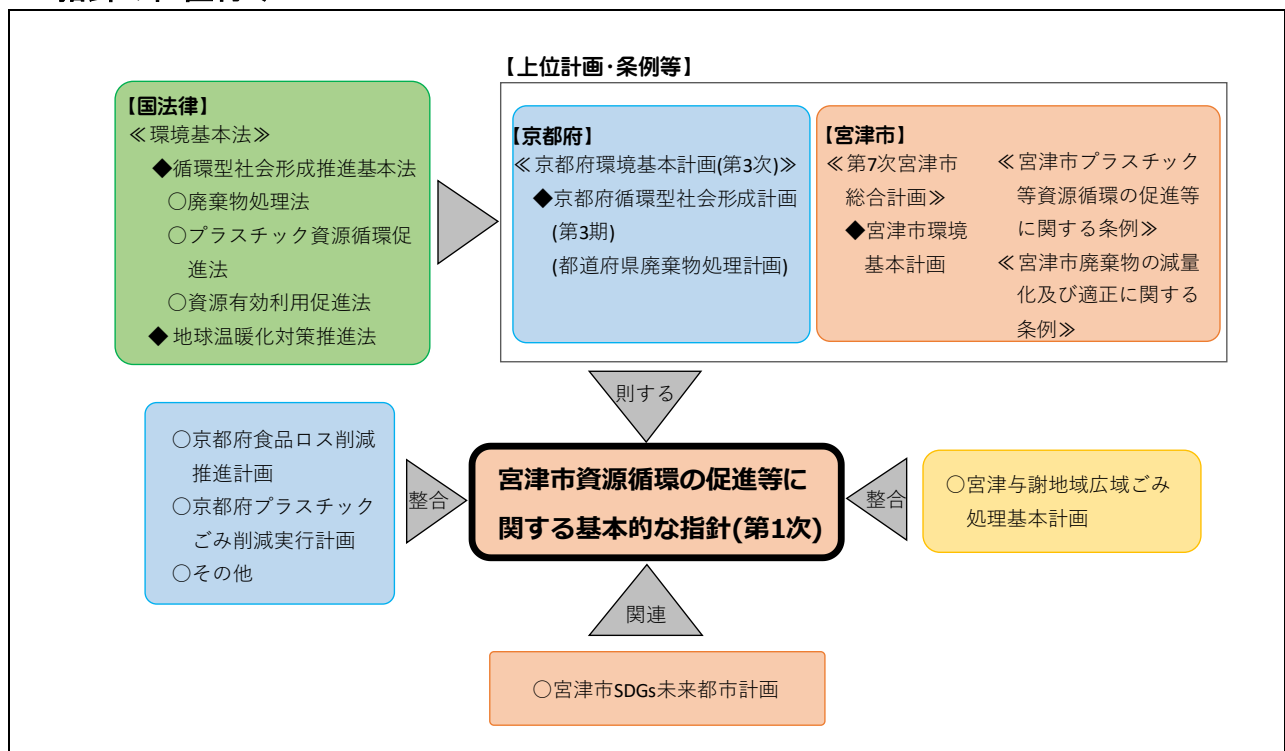 【上位計画・条例等】
【国法律】
≪環境基本法≫
◆循環型社会形成推進基本法
○廃棄物処理法
○プラスチック資源循環促
進法
○資源有効利用促進法
◆ 地球温暖化対策推進法
【京都府】
≪京都府環境基本計画(第3次)≫
◆京都府循環型社会形成計画
(第3期)
(都道府県廃棄物処理計画)
【宮津市】
≪第7次宮津市
総合計画≫
◆宮津市環境
基本計画
≪宮津市プラスチック
等資源循環の促進等
に関する条例≫
≪宮津市廃棄物の減量
化及び適正に関する
条例≫
則する
○京都府食品ロス削減
推進計画
○京都府プラスチック
ごみ削減実行計画
○その他
整合
宮津市資源循環の促進等に
関する基本的な指針(第1次)
整合
○宮津与謝地域広域ごみ
処理基本計画
関連
○宮津市SDGs未来都市計画